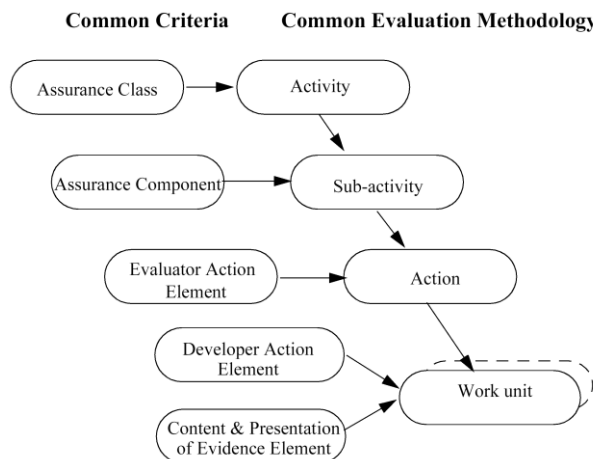 Common Criteria Common Evaluation Methodology
Assurance Class
Activity
Assurance Component
Sub-activity
Evaluator Action
Element
Action
Developer Action
Element
Work unit
Content & Presentation
of Evidence Element